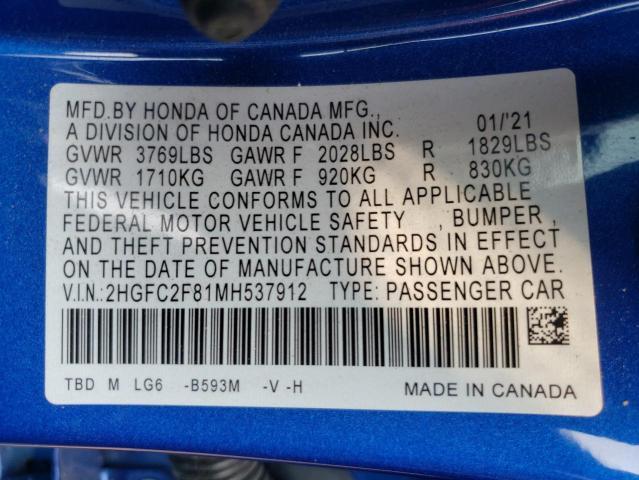 MFD.BY HONDA OF CANADA MFG.,
A DIVISION OF HONDA CANADA INC. 01/'21
GVWR 3769LBS GAWR F 2028LBS R 1829LBS
GVWR 1710KG GAWR F 920KG R 830KG
THIS VEHICLE CONFORMS TO ALL APPLICABLE
FEDERAL MOTOR VEHICLE SAFETY , BUMPER ,
AND THEFT PREVENTION STANDARDS IN EFFECT
ON THE DATE OF MANUFACTURE SHOWN ABOVE.
V.I.N.:2HGFC2F81MH537912 TYPE: PASSENGER CAR
TBD M LG6 -B593M -V -H MADE IN CANADA